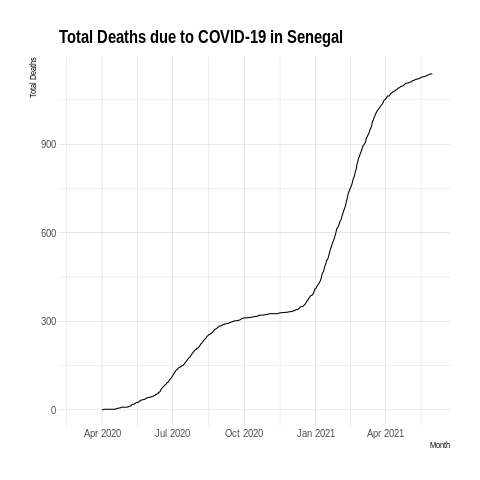 Total Deaths due to COVID-19 in Senegal
Total Deaths
900
600
300
0
Apr 2020 Jul 2020 Oct 2020 Jan 2021 Apr 2021
Month